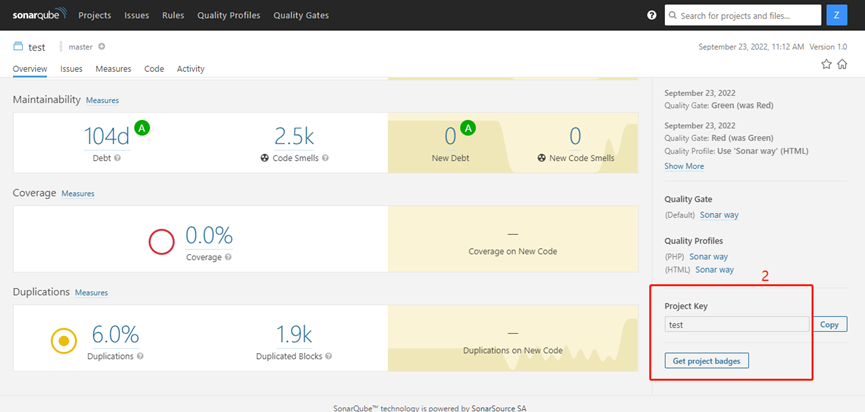 sonarqube Projects Issues Rules Quality Profiles Quality Gates ? Search for projects and files... Z
test master September 23, 2022, 11:12 AM Version 1.0
Overview Issues Measures Code Activity
Maintainability Measures
104d A
Debt ?
2.5k
Code Smells ?
0 A
New Debt
0
New Code Smells
Coverage Measures
0.0%
Coverage ?
—
Coverage on New Code
Duplications Measures
6.0%
Duplications ?
1.9k
Duplicated Blocks ?
—
Duplications on New Code
September 23, 2022
Quality Gate: Green (was Red)
September 23, 2022
Quality Gate: Red (was Green)
Quality Profile: Use 'Sonar way' (HTML)
Show More
Quality Gate
(Default) Sonar way
Quality Profiles
(PHP) Sonar way
(HTML) Sonar way
2
Project Key
test Copy
Get project badges
SonarQube™ technology is powered by SonarSource SA